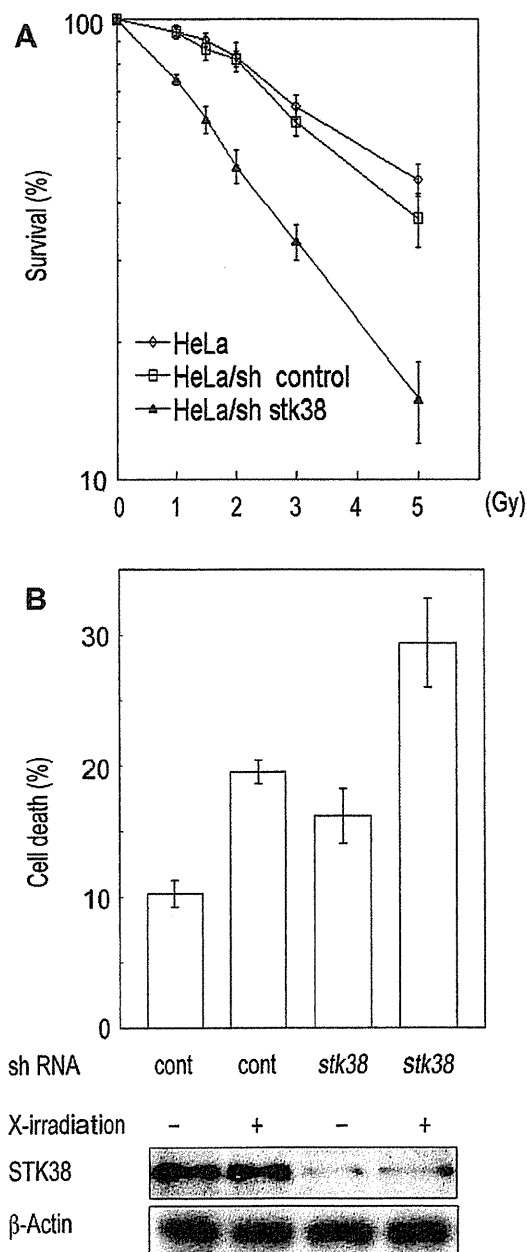 A
100
Survival (%)
HeLa
HeLa/sh control
HeLa/sh stk38
10
0 1 2 3 4 5 (Gy)
B
30
20
10
0
Cell death (%)
sh RNA cont cont stk38 stk38
X-irradiation − + − +
STK38
β-Actin